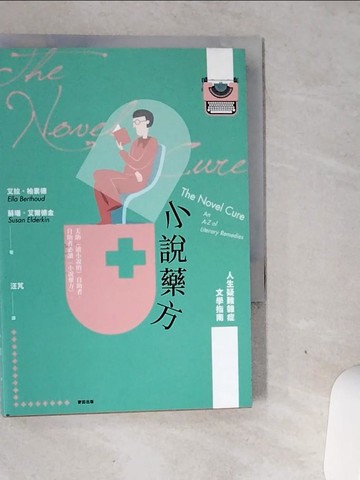 The
Novel
Cure
艾拉・柏素德
Ella Berthoud
蘇珊・艾爾德金
Susan Elderkin
著
汪芃
譯
The Novel Cure
An
A-Z of
Literary Remedies
小說藥方
人生疑難雜症
文學指南